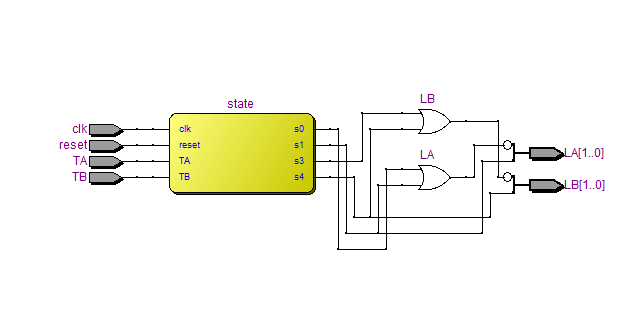 state
LB
clk
clk
s0
reset
reset
s1
LA
LA[1..0]
TA
TA
s3
TB
TB
s4
LB[1..0]